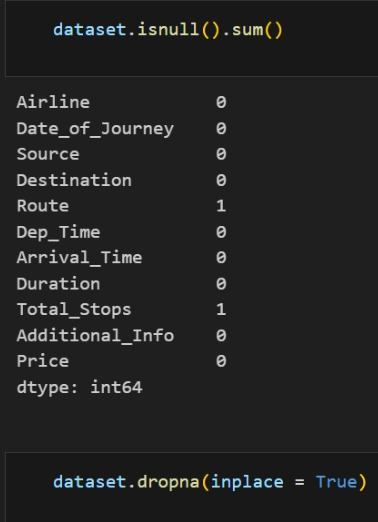 dataset.isnull().sum()
Airline 0
Date_of_Journey 0
Source 0
Destination 0
Route 1
Dep_Time 0
Arrival_Time 0
Duration 0
Total_Stops 1
Additional_Info 0
Price 0
dtype: int64
dataset.dropna(inplace = True)